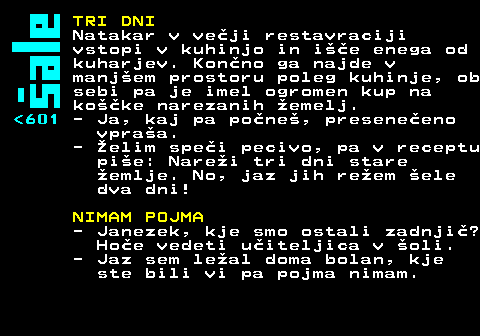 Šale
<601
TRI DNI
Natakar v večji restavraciji
vstopi v kuhinjo in išče enega od
kuharjev. Končno ga najde v
manjšem prostoru poleg kuhinje, ob
sebi pa je imel ogromen kup na
koščke narezanih žemelj.
- Ja, kaj pa počneš, presenečeno
vpraša.
- Želim speči pecivo, pa v receptu
piše: Nareži tri dni stare
žemlje. No, jaz jih režem šele
dva dni!
NIMAM POJMA
- Janezek, kje smo ostali zadnjič?
Hoče vedeti učiteljica v šoli.
- Jaz sem ležal doma bolan, kje
ste bili vi pa pojma nimam.